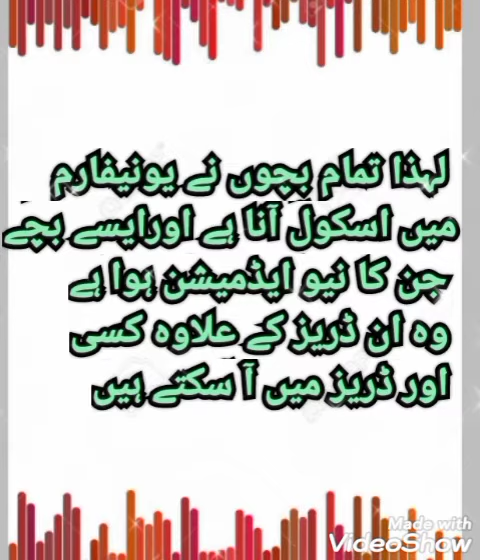 لہذا تمام بچوں نے یونیفارم
میں اسکول آنا ہے اورایسے بچے
جن کا نیو ایڈمیشن ہوا ہے
وہ ان ڈریز کے علاوہ کسی
اور ڈریز میں آ سکتے ہیں
Made with
VideoShow